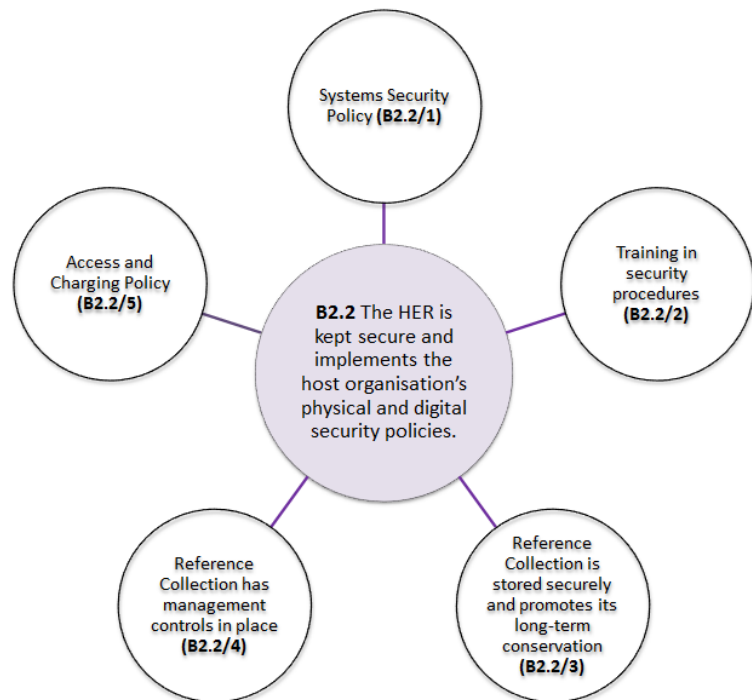 Systems Security
Policy (B2.2/1)
Training in
security
procedures
(B2.2/2)
Reference
Collection is
stored securely
and promotes its
long-term
conservation
(B2.2/3)
Reference
Collection has
management
controls in place
(B2.2/4)
Access and
Charging Policy
(B2.2/5)
B2.2 The HER is
kept secure and
implements the
host organisation’s
physical and digital
security policies.